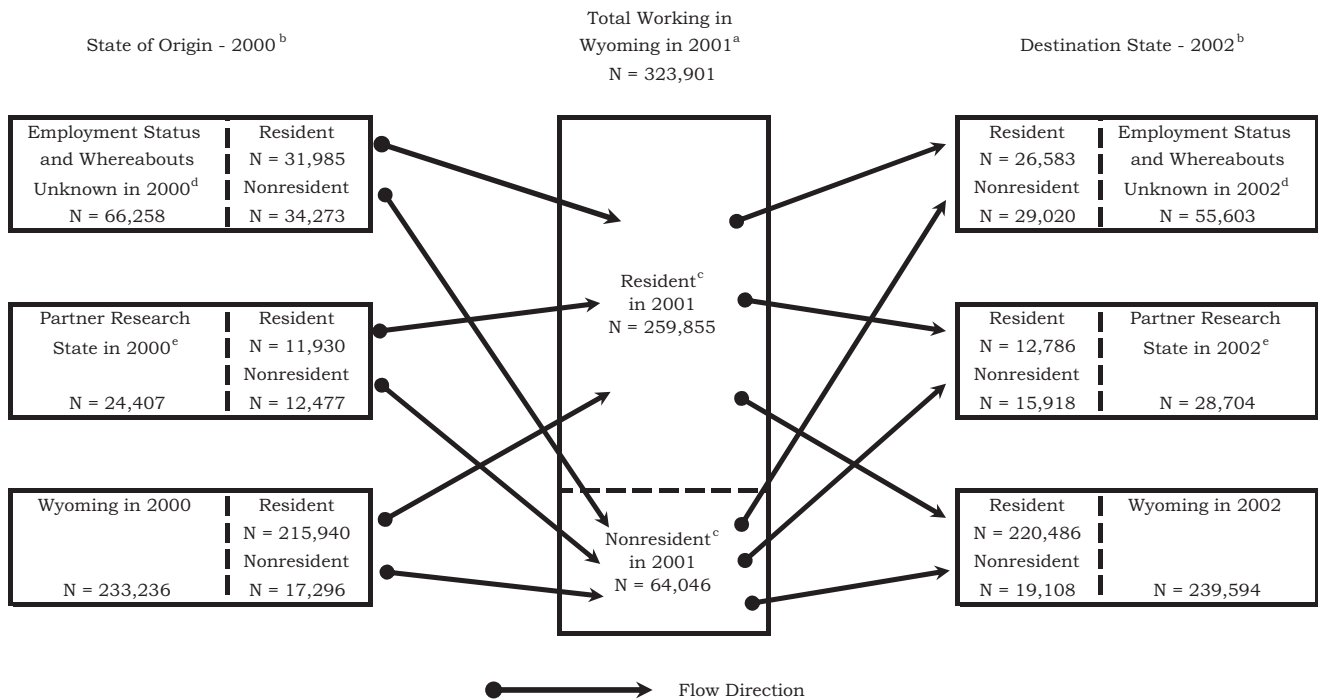 State of Origin - 2000 b
Total Working in
Wyoming in 2001 a
N = 323,901
Destination State - 2002 b
Employment Status
and Whereabouts
Unknown in 2000 d
N = 66,258
Resident
N = 31,985
Nonresident
N = 34,273
Partner Research
State in 2000 e
N = 24,407
Resident
N = 11,930
Nonresident
N = 12,477
Wyoming in 2000
N = 233,236
Resident
N = 215,940
Nonresident
N = 17,296
Resident c
in 2001
N = 259,855
Nonresident c
in 2001
N = 64,046
Resident
N = 26,583
Nonresident
N = 29,020
Employment Status
and Whereabouts
Unknown in 2002 d
N = 55,603
Resident
N = 12,786
Nonresident
N = 15,918
Partner Research
State in 2002 e
N = 28,704
Resident
N = 220,486
Nonresident
N = 19,108
Wyoming in 2002
N = 239,594
Flow Direction